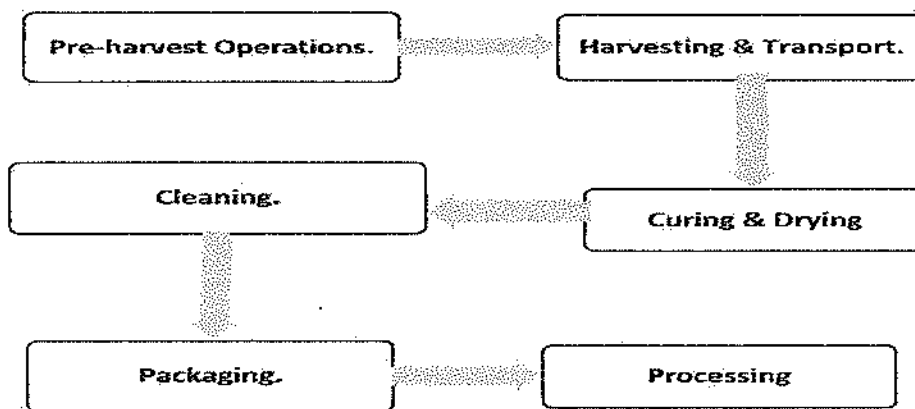 Pre-harvest Operations.
Harvesting & Transport.
Curing & Drying
Cleaning.
Packaging.
Processing